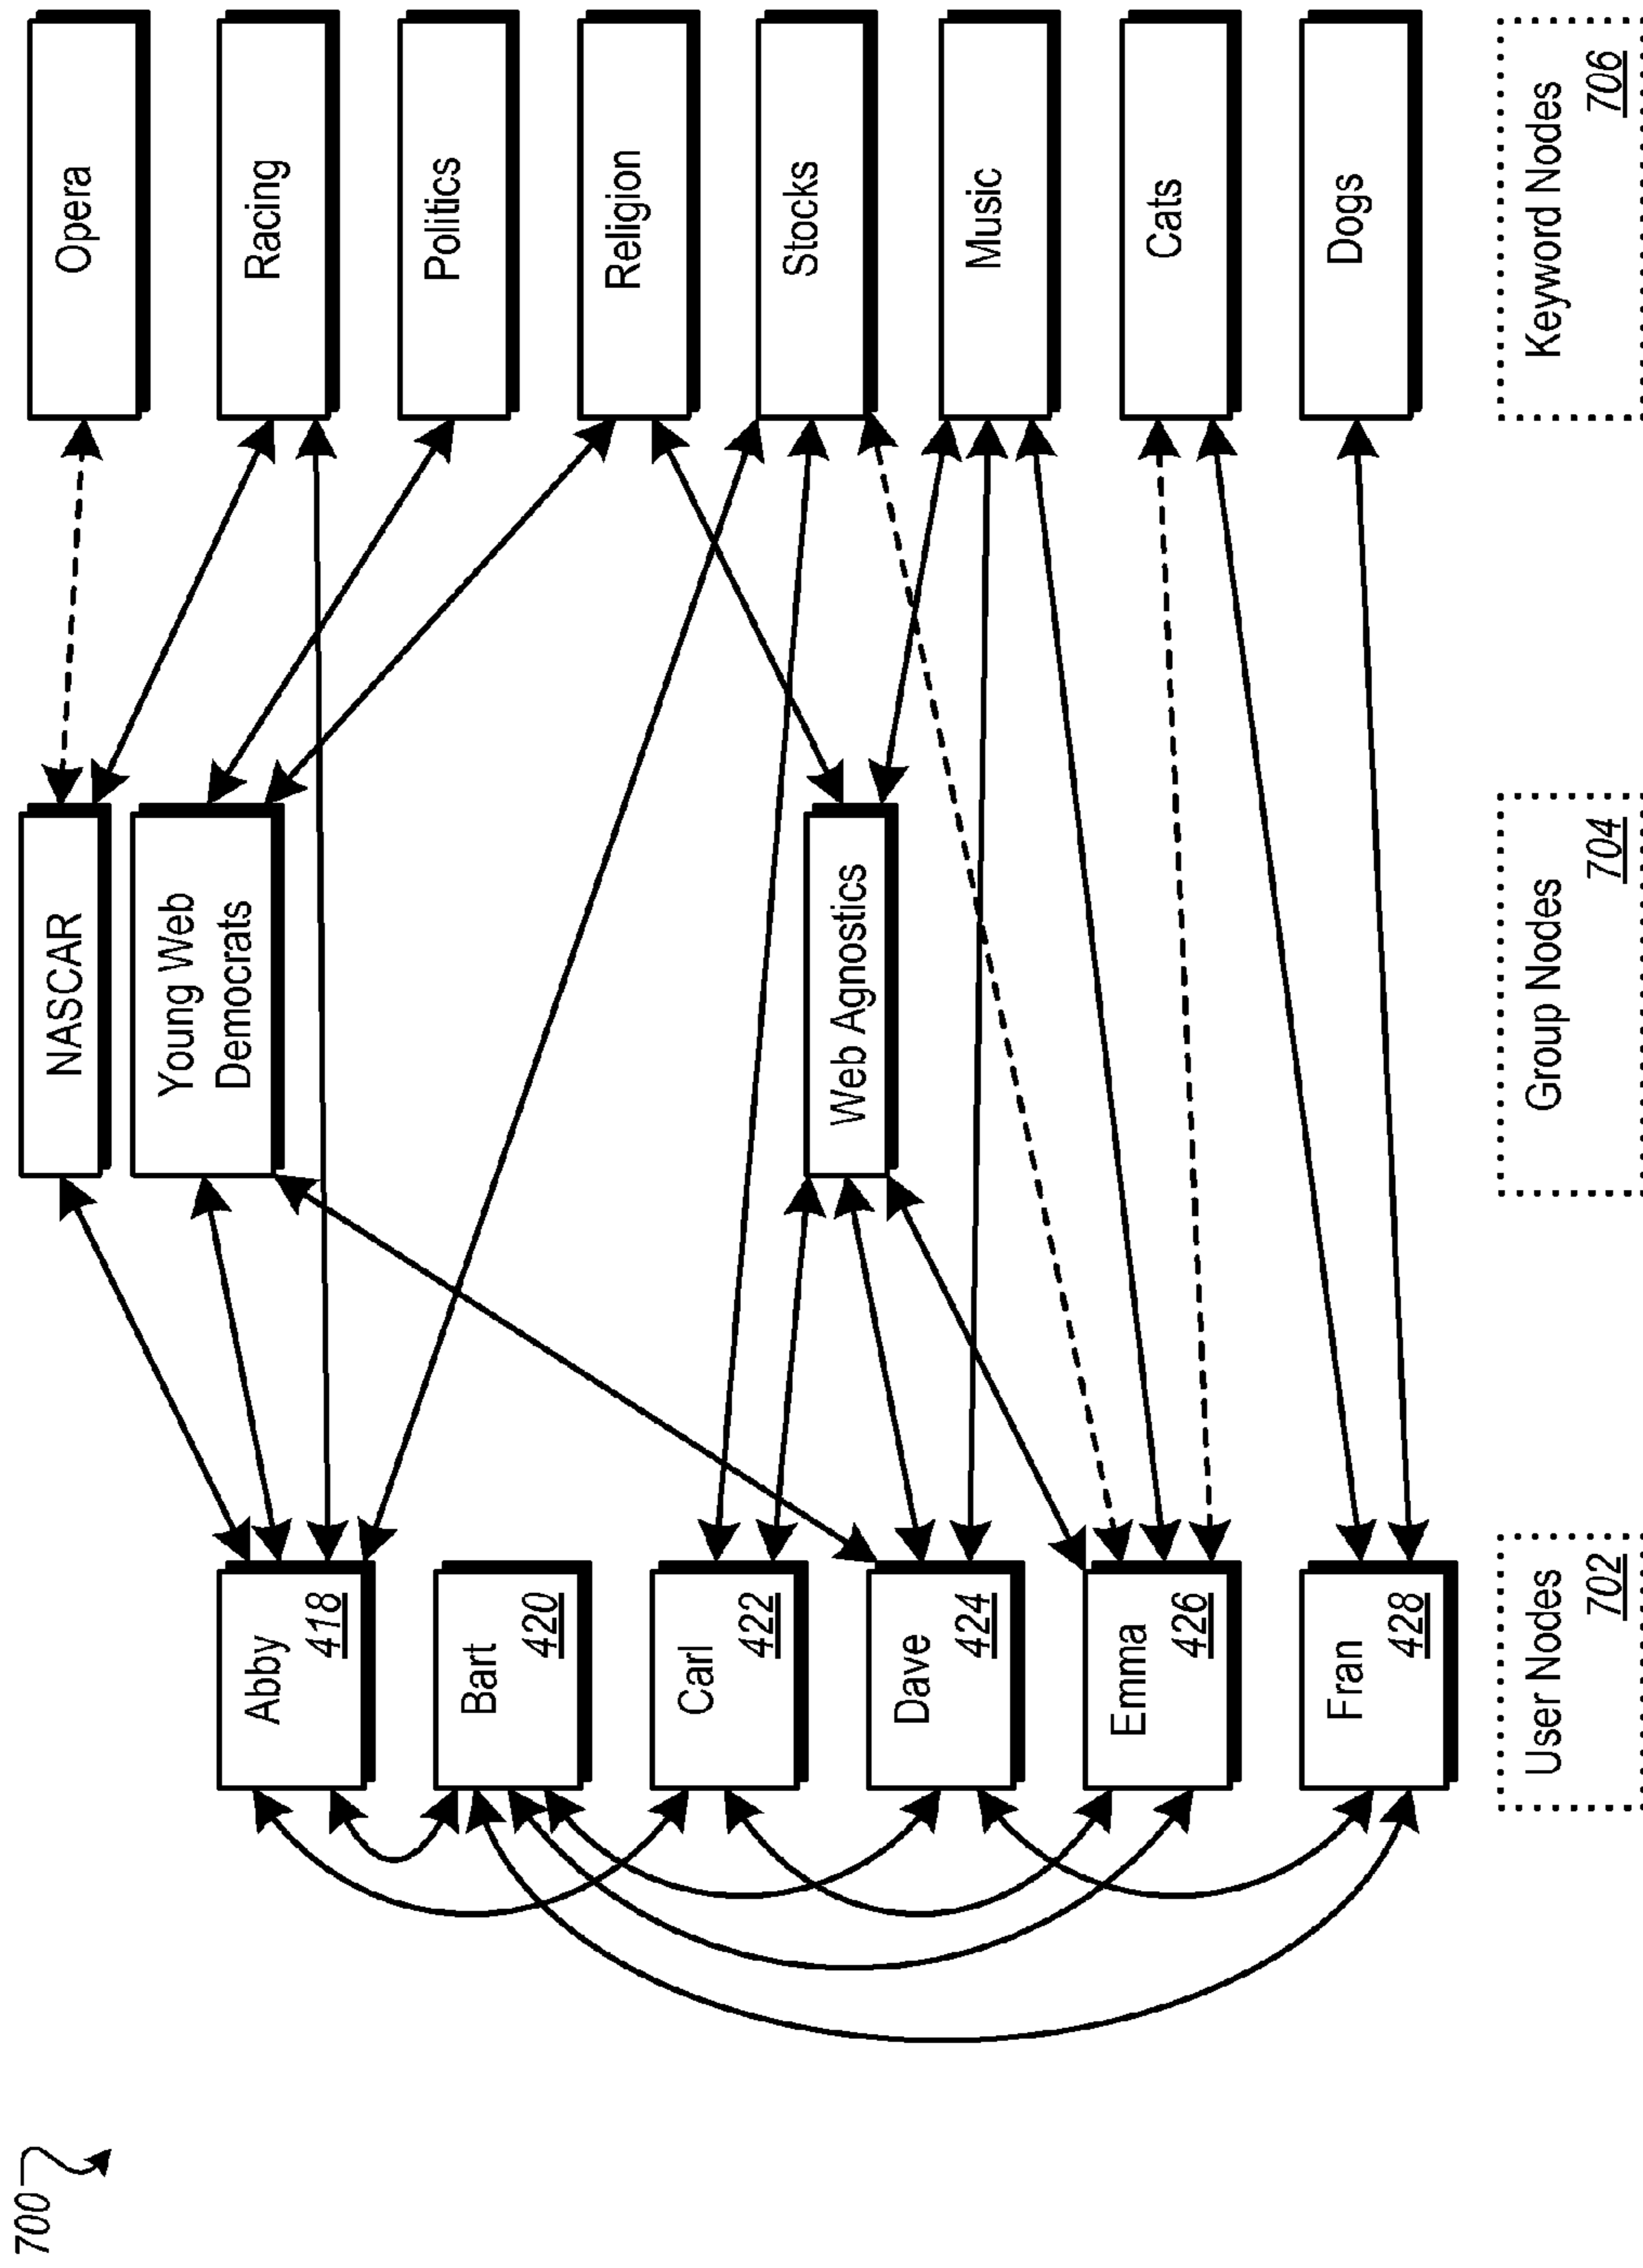 700
Abby
418
Bart
420
Carl
422
Dave
424
Emma
426
Fran
428
User Nodes
702
NASCAR
Young Web
Democrats
Web Agnostics
Group Nodes
704
Opera
Racing
Politics
Religion
Stocks
Music
Cats
Dogs
Keyword Nodes
706